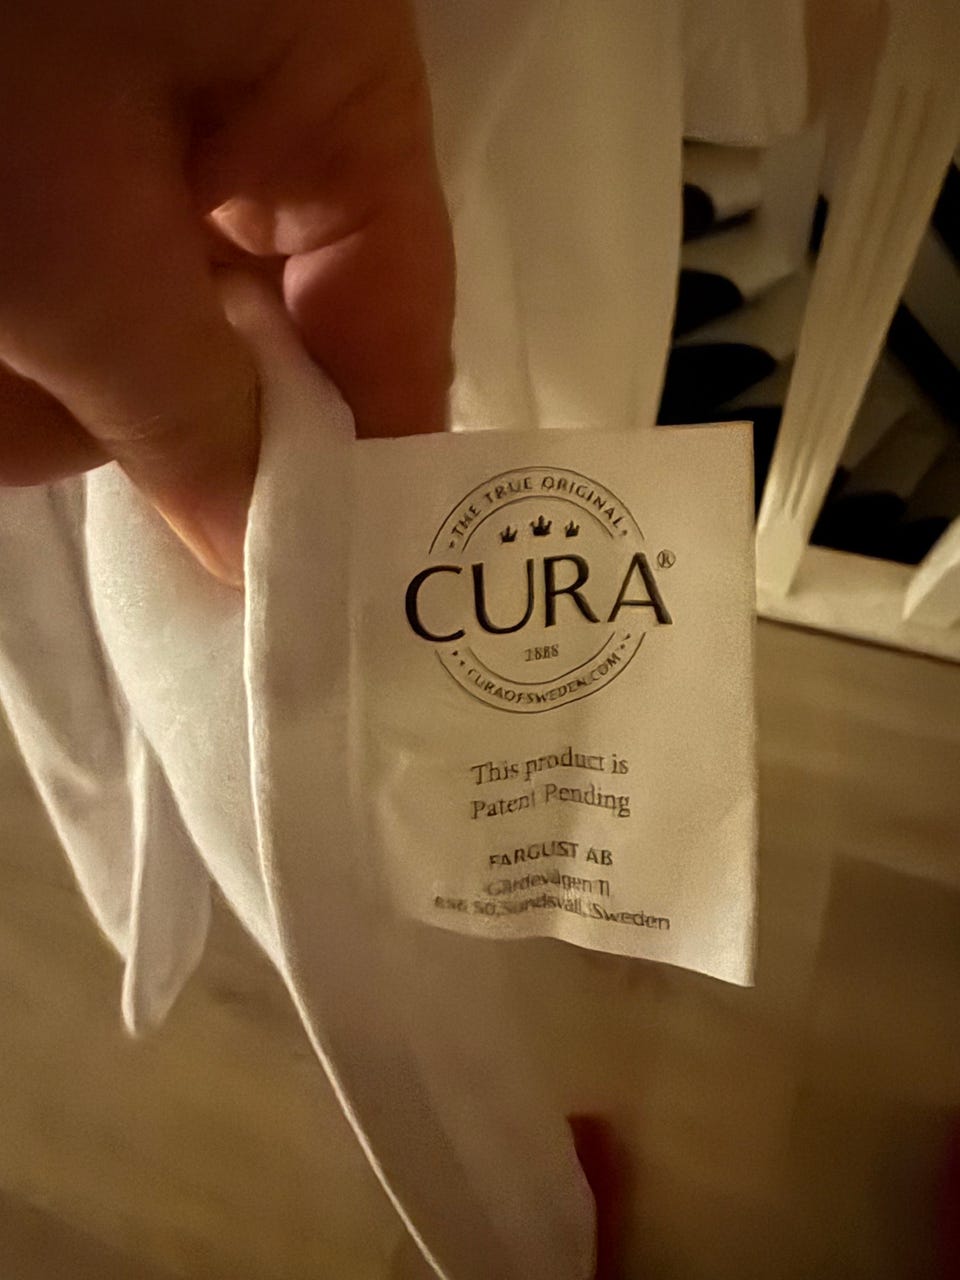 • THE TRUE ORIGINAL •
CURA®
1888
CURAOFSWEDEN.COM
This product is
Patent Pending
FARGUST AB
Gärdevägen 11
856 50, Sundsvall, Sweden